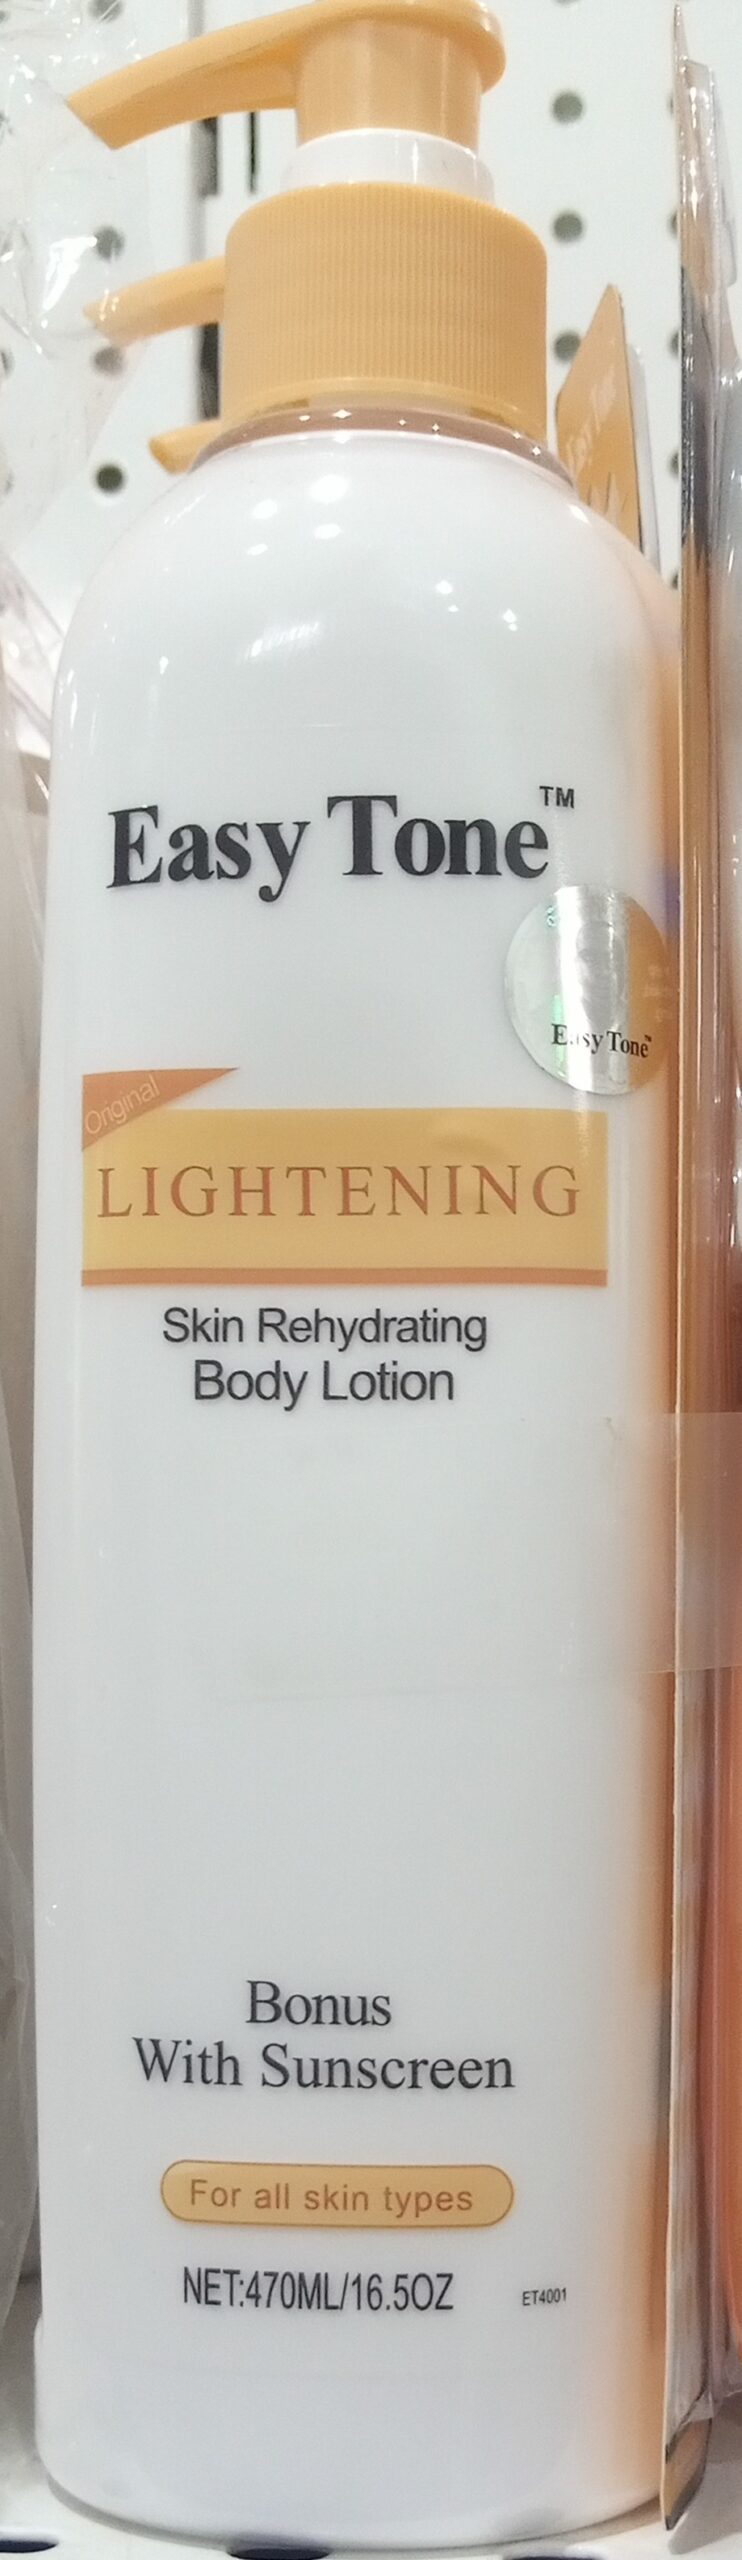 Easy Tone™
Easy Tone™
Original
LIGHTENING
Skin Rehydrating
Body Lotion
Bonus
With Sunscreen
For all skin types
NET:470ML/16.5OZ
ET4001